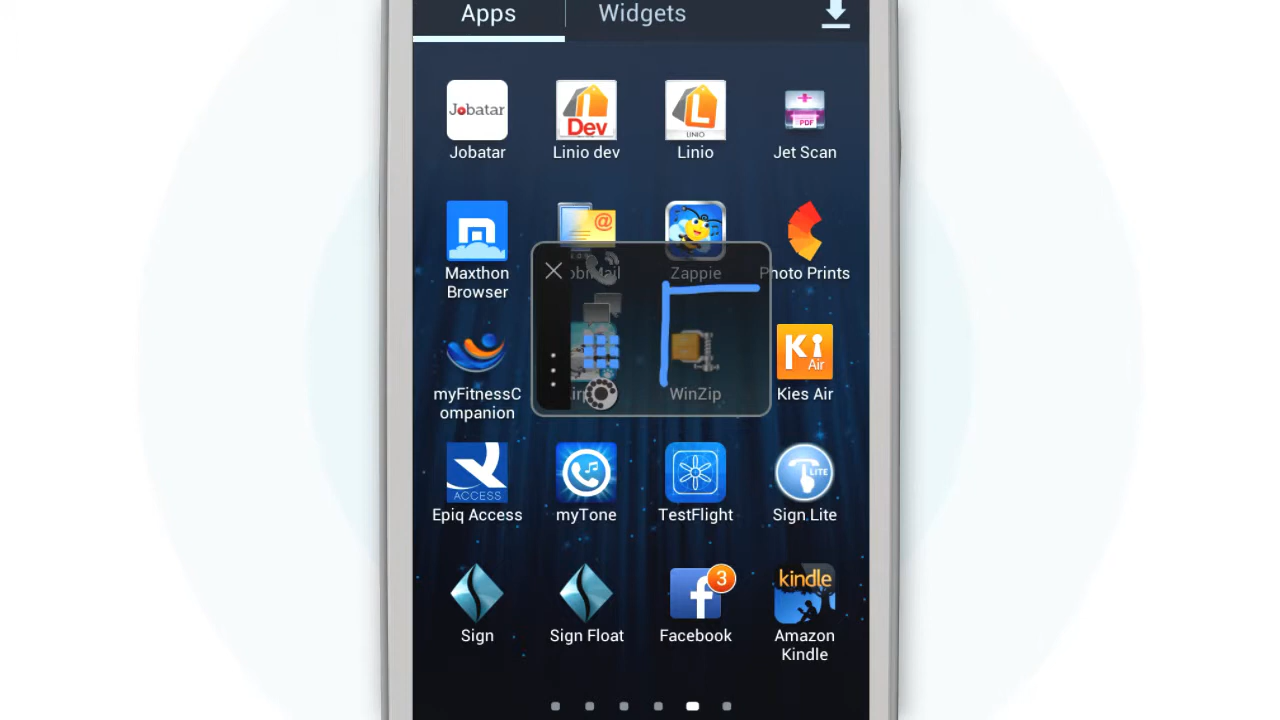 Apps Widgets
Jobatar
Dev
L
LINIO
PDF
Jobatar Linio dev Linio Jet Scan
@
Maxthon Browser
Zappie
Photo Prints
Ki Air
myFitnessC
ompanion
WinZip
Kies Air
ACCESS
LITE
Epiq Access myTone TestFlight Sign Lite
f 3
kindle
Sign Sign Float Facebook Amazon
Kindle